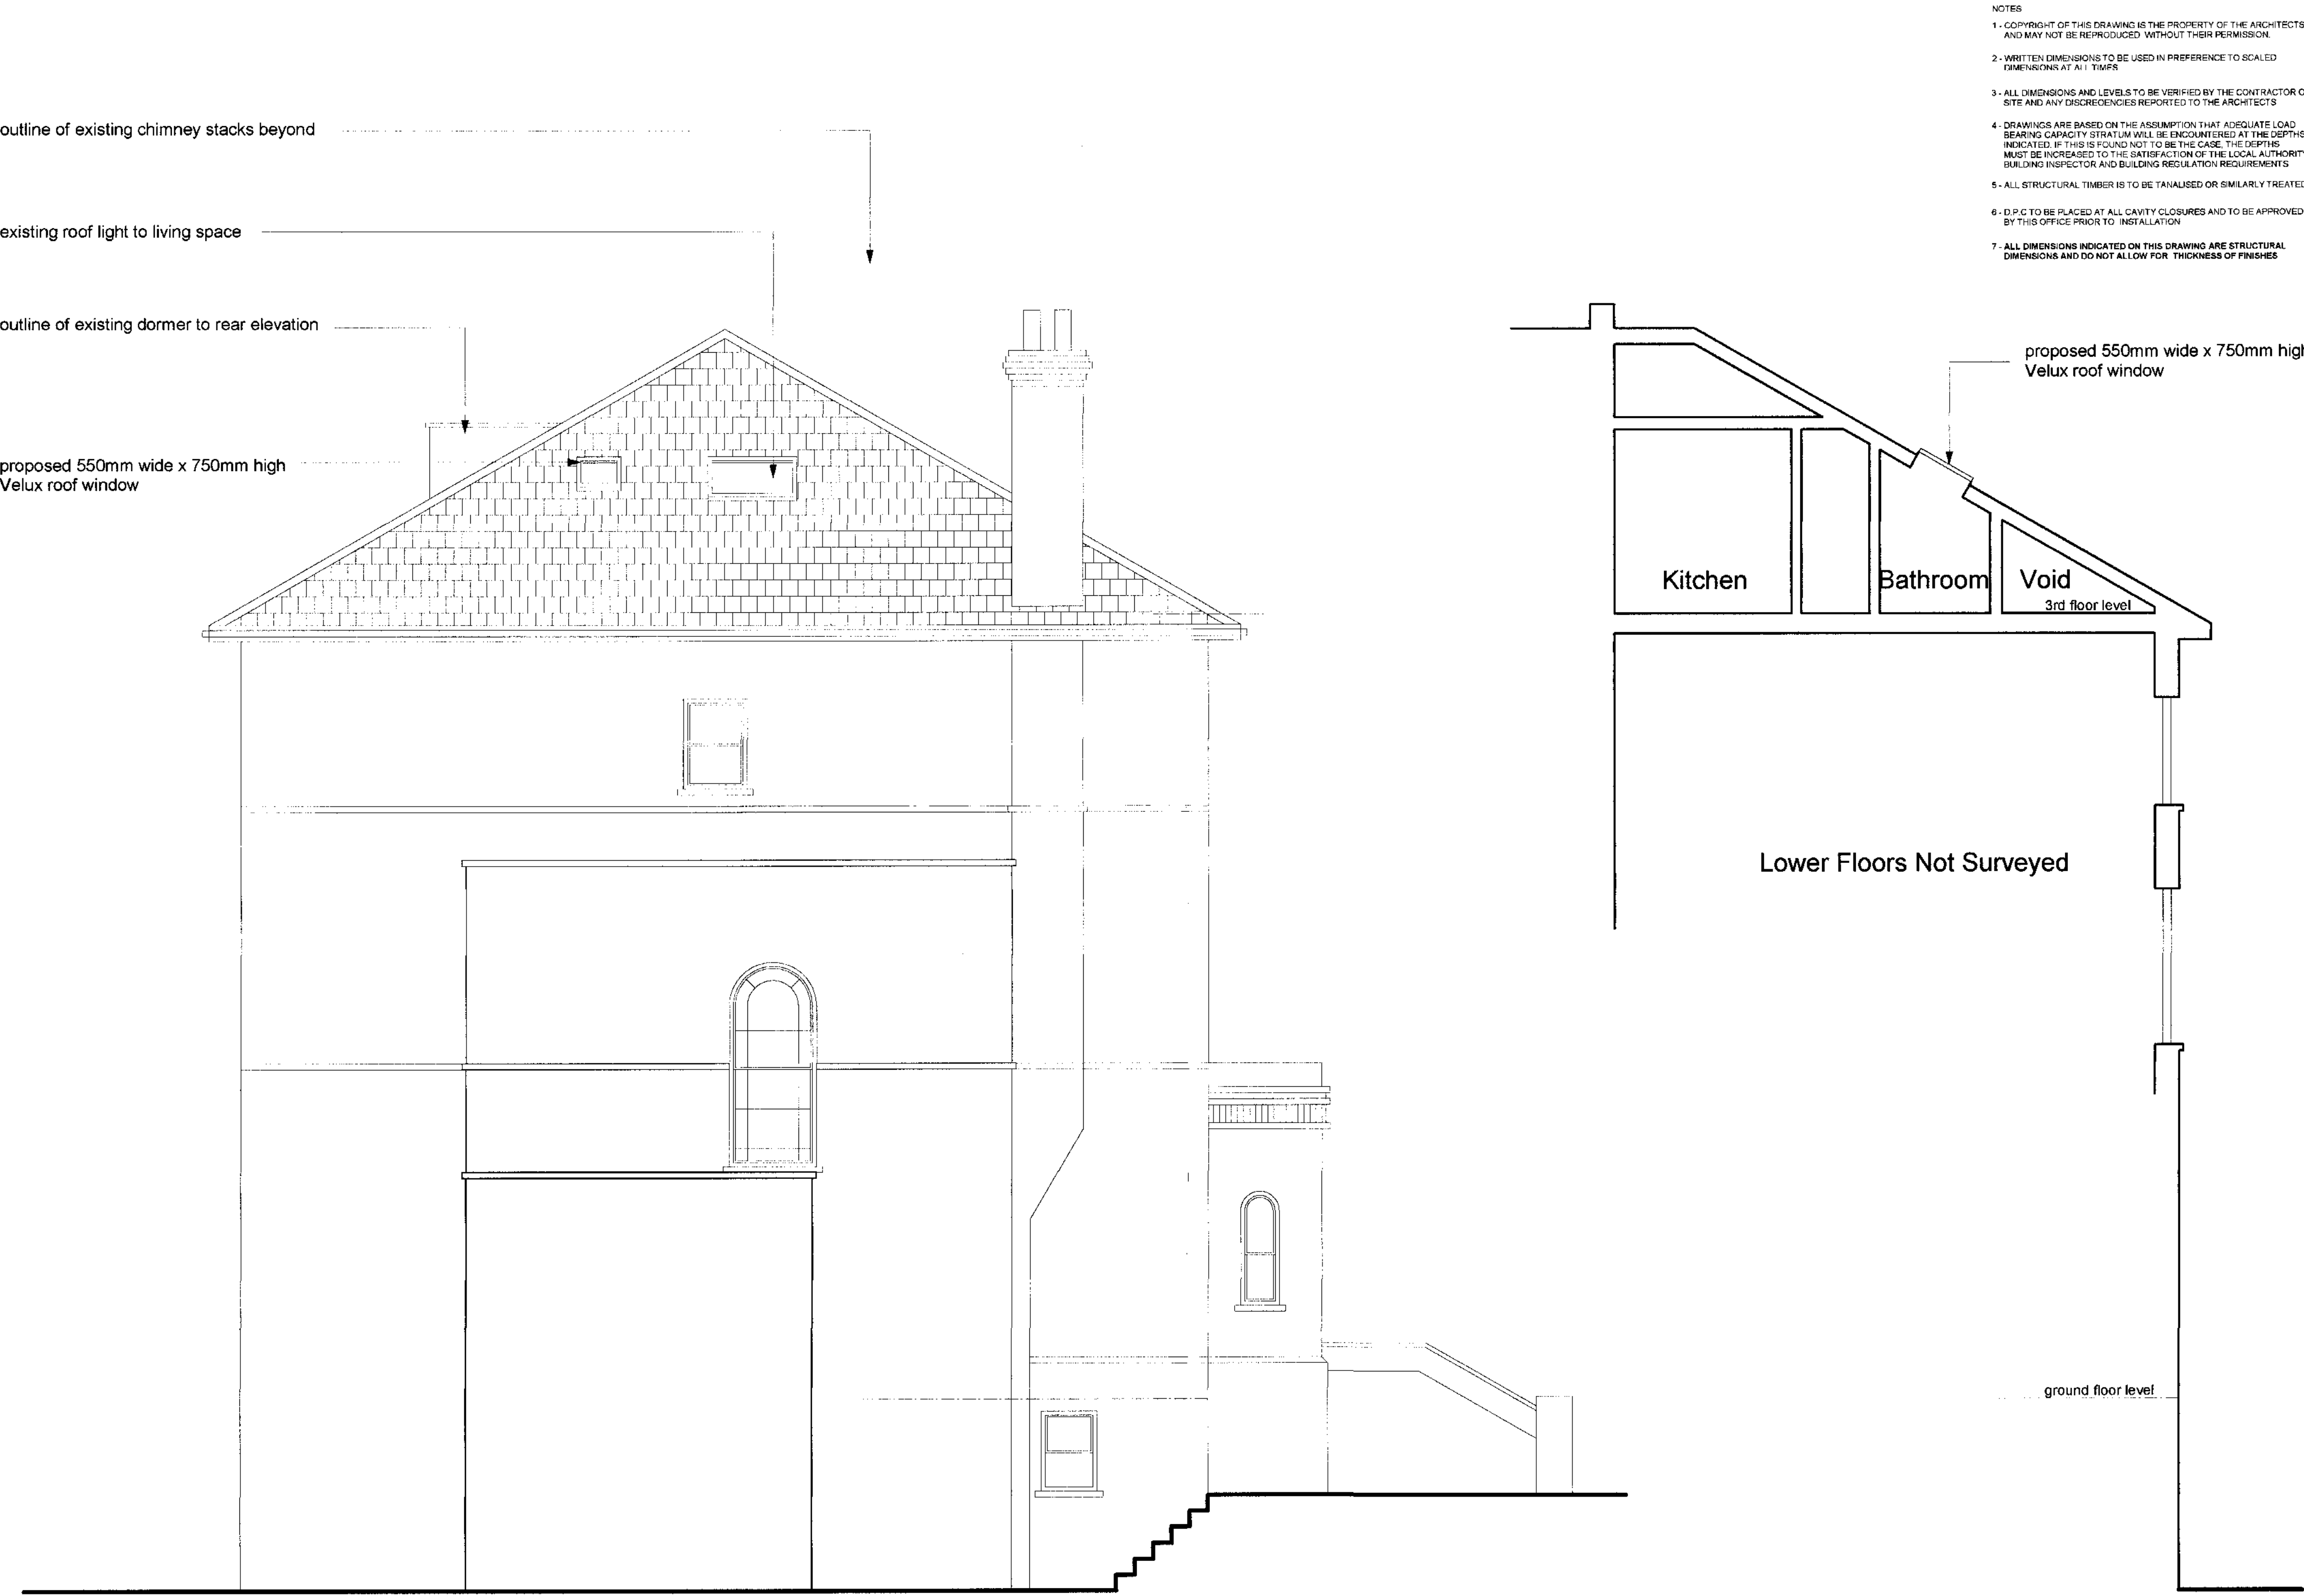 NOTES
1 - COPYRIGHT OF THIS DRAWING IS THE PROPERTY OF THE ARCHITECTS
AND MAY NOT BE REPRODUCED WITHOUT THEIR PERMISSION.
2 - WRITTEN DIMENSIONS TO BE USED IN PREFERENCE TO SCALED
DIMENSIONS AT ALL TIMES
3 - ALL DIMENSIONS AND LEVELS TO BE VERIFIED BY THE CONTRACTOR O
SITE AND ANY DISCREOENCIES REPORTED TO THE ARCHITECTS
4 - DRAWINGS ARE BASED ON THE ASSUMPTION THAT ADEQUATE LOAD
BEARING CAPACITY STRATUM WILL BE ENCOUNTERED AT THE DEPTHS
INDICATED. IF THIS IS FOUND NOT TO BE THE CASE, THE DEPTHS
MUST BE INCREASED TO THE SATISFACTION OF THE LOCAL AUTHORIT
BUILDING INSPECTOR AND BUILDING REGULATION REQUIREMENTS
5 - ALL STRUCTURAL TIMBER IS TO BE TANALISED OR SIMILARLY TREATED
6 - D.P.C TO BE PLACED AT ALL CAVITY CLOSURES AND TO BE APPROVED
BY THIS OFFICE PRIOR TO INSTALLATION
7 - ALL DIMENSIONS INDICATED ON THIS DRAWING ARE STRUCTURAL
DIMENSIONS AND DO NOT ALLOW FOR THICKNESS OF FINISHES
outline of existing chimney stacks beyond
existing roof light to living space
outline of existing dormer to rear elevation
proposed 550mm wide x 750mm high
Velux roof window
proposed 550mm wide x 750mm high
Velux roof window
Kitchen
Bathroom
Void
3rd floor level
Lower Floors Not Surveyed
ground floor level